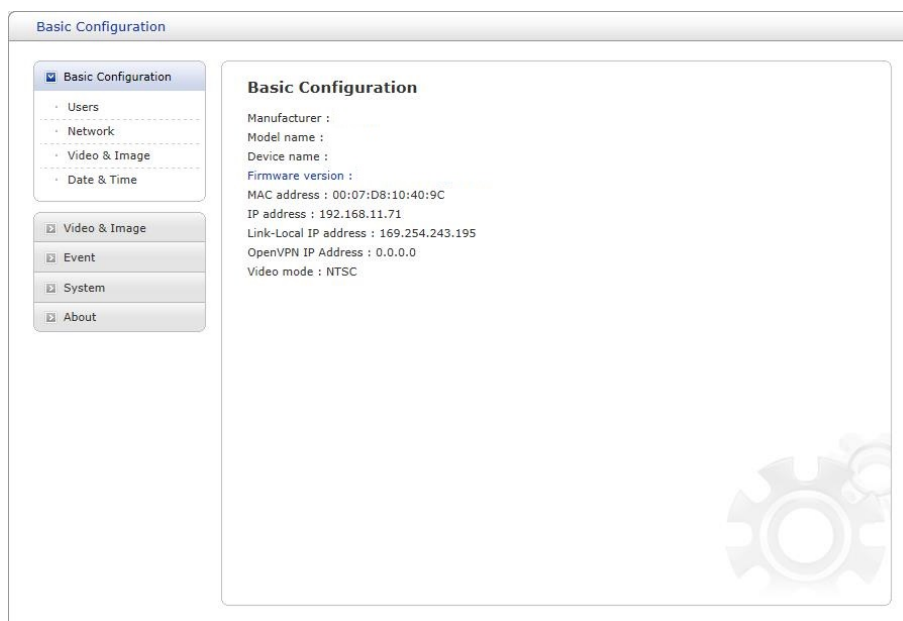 Basic Configuration
Basic Configuration
Users
Network
Video & Image
Date & Time
Video & Image
Event
System
About
Basic Configuration
Manufacturer :
Model name :
Device name :
Firmware version :
MAC address : 00:07:D8:10:40:9C
IP address : 192.168.11.71
Link-Local IP address : 169.254.243.195
OpenVPN IP Address : 0.0.0.0
Video mode : NTSC